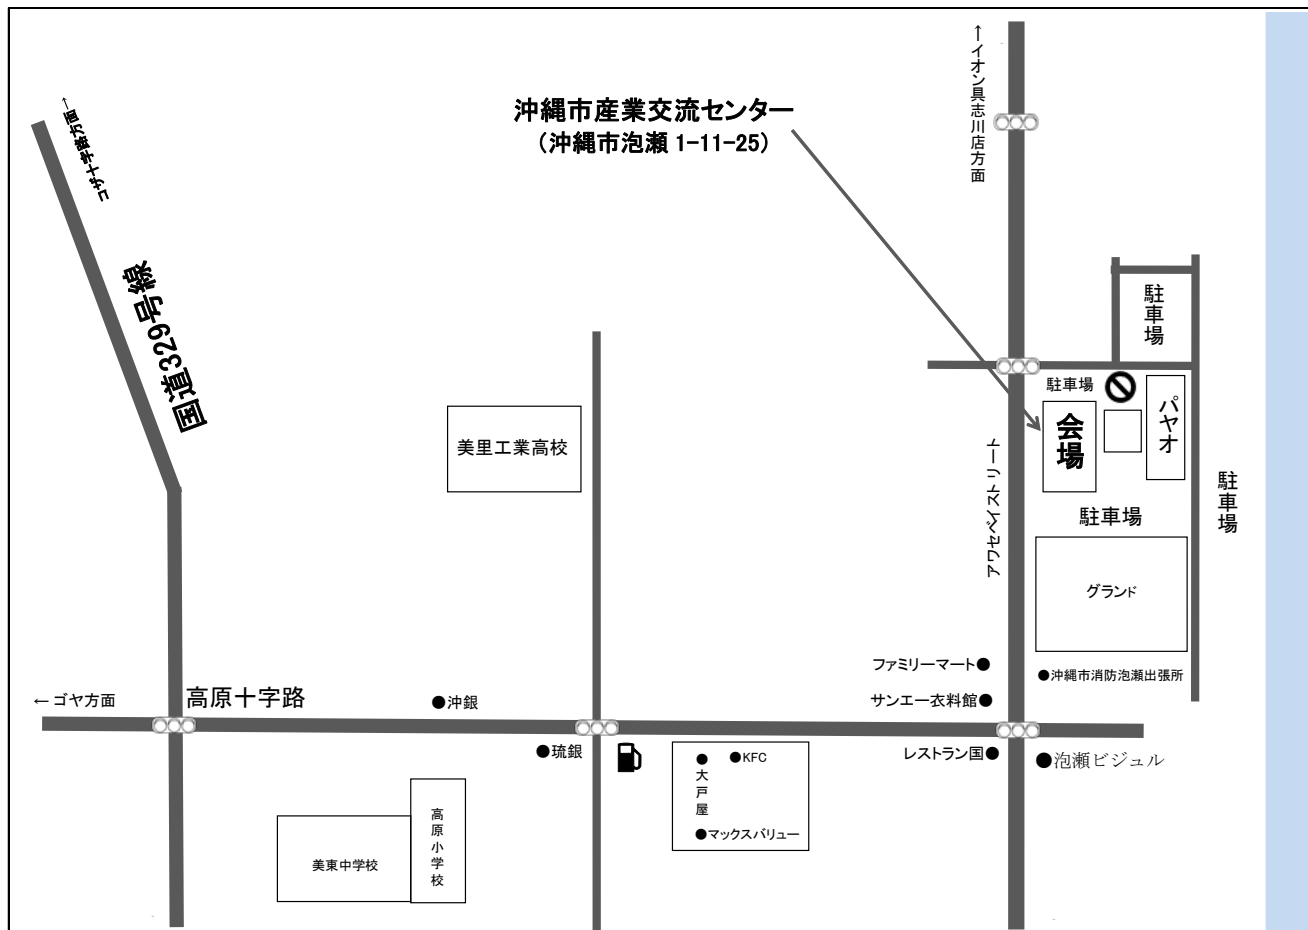 沖縄市産業交流センター
（沖縄市泡瀬 1-11-25）
←イオン具志川店方面
コザ十字路方面→
国道329号線
駐車場
駐車場
会場
パヤオ
美里工業高校
アワセベイストリート
駐車場
駐車場
グランド
ファミリーマート●
●沖縄市消防泡瀬出張所
←ゴヤ方面
高原十字路
●沖銀
サンエー衣料館●
●琉銀
●KFC
大戸屋
レストラン国●
●泡瀬ビジュル
●マックスバリュー
高原小学校
美東中学校